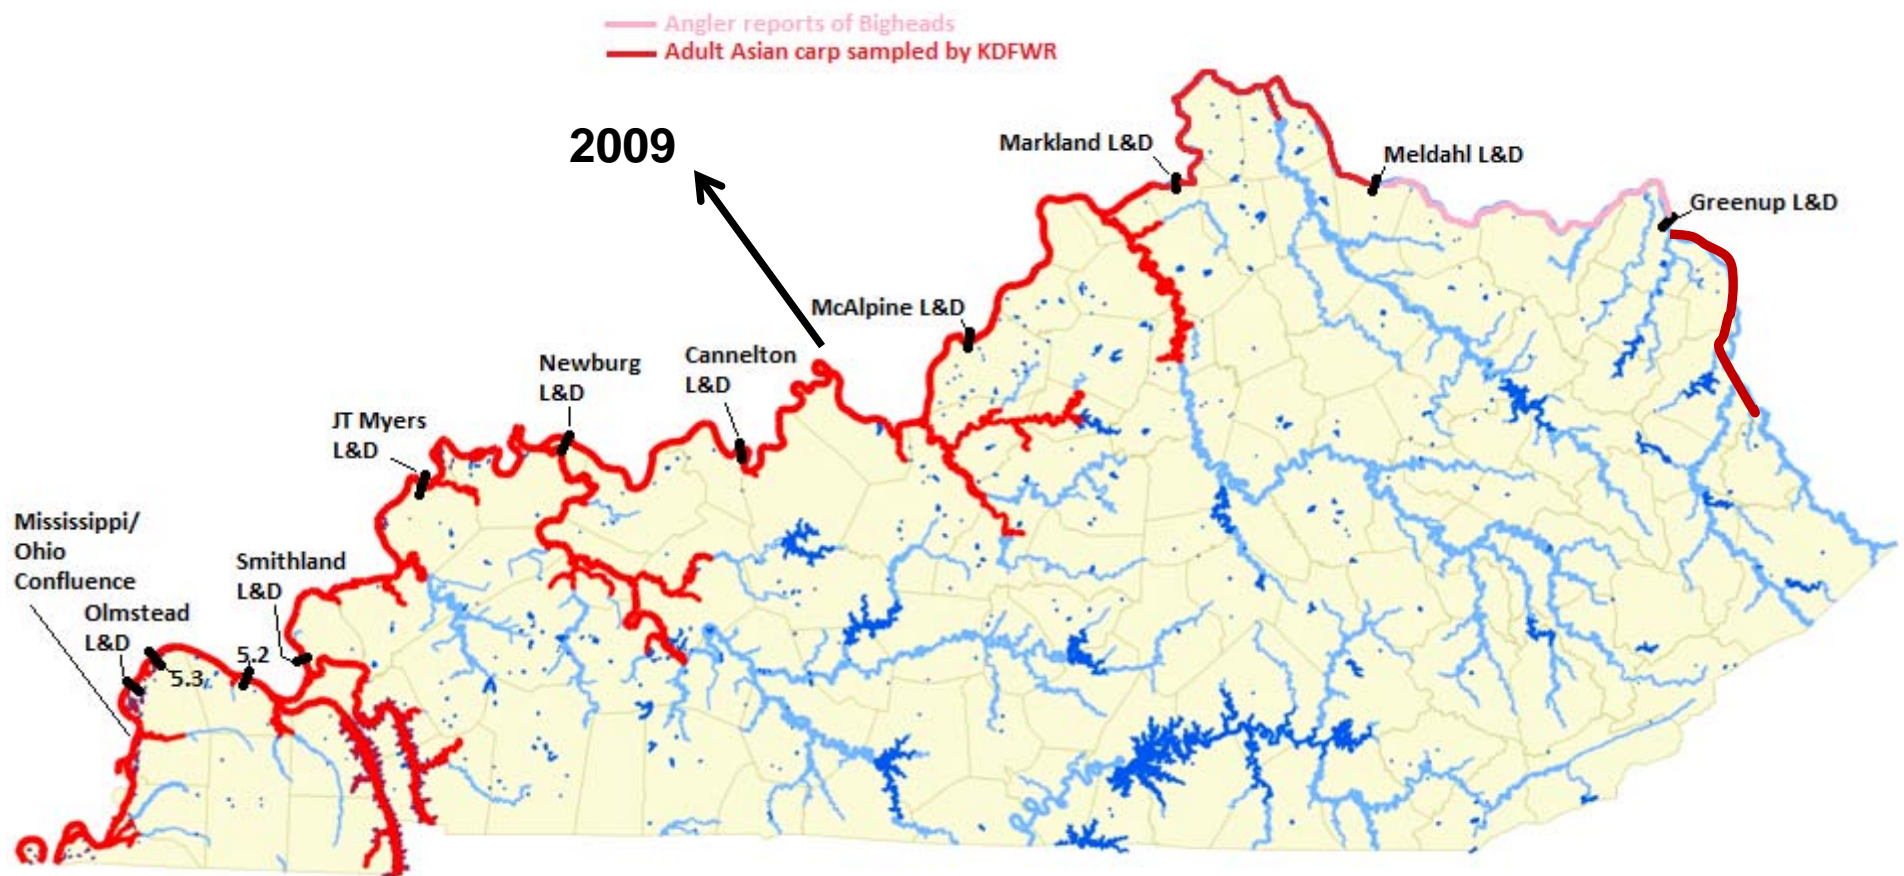 Angler reports of Bigheads
Adult Asian carp sampled by KDFWR
2009
Markland L&D
Meldahl L&D
Greenup L&D
McAlpine L&D
Newburg
L&D
Cannelton
L&D
JT Myers
L&D
Mississippi/
Ohio
Confluence
Smithland
L&D
Olmstead
L&D
5.2
5.3